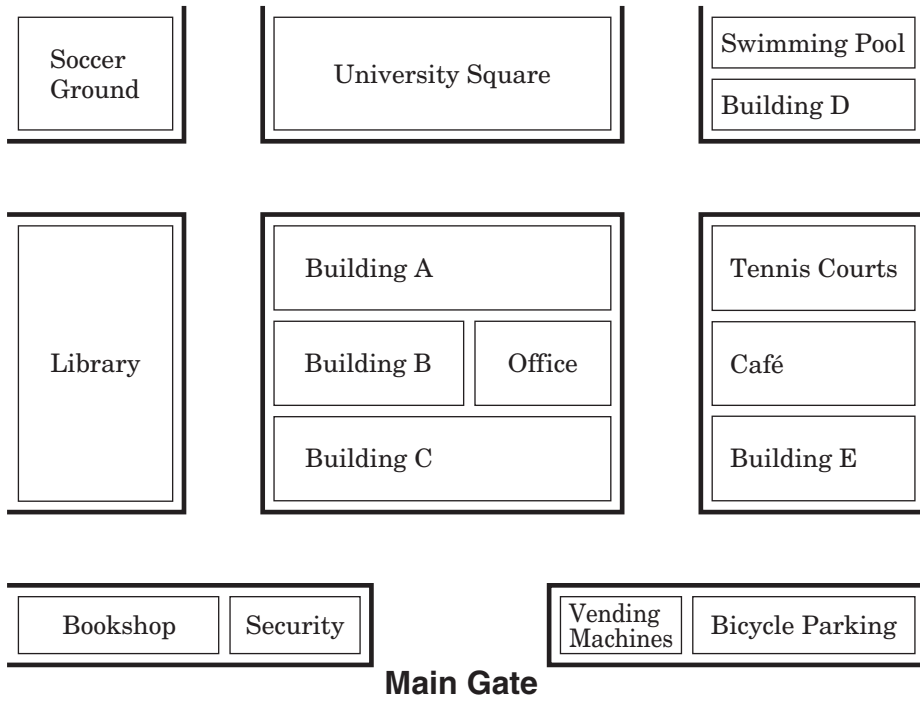 Soccer
Ground
University Square
Swimming Pool
Building D
Library
Building A
Building B
Office
Building C
Tennis Courts
Café
Building E
Bookshop
Security
Vending
Machines
Bicycle Parking
Main Gate